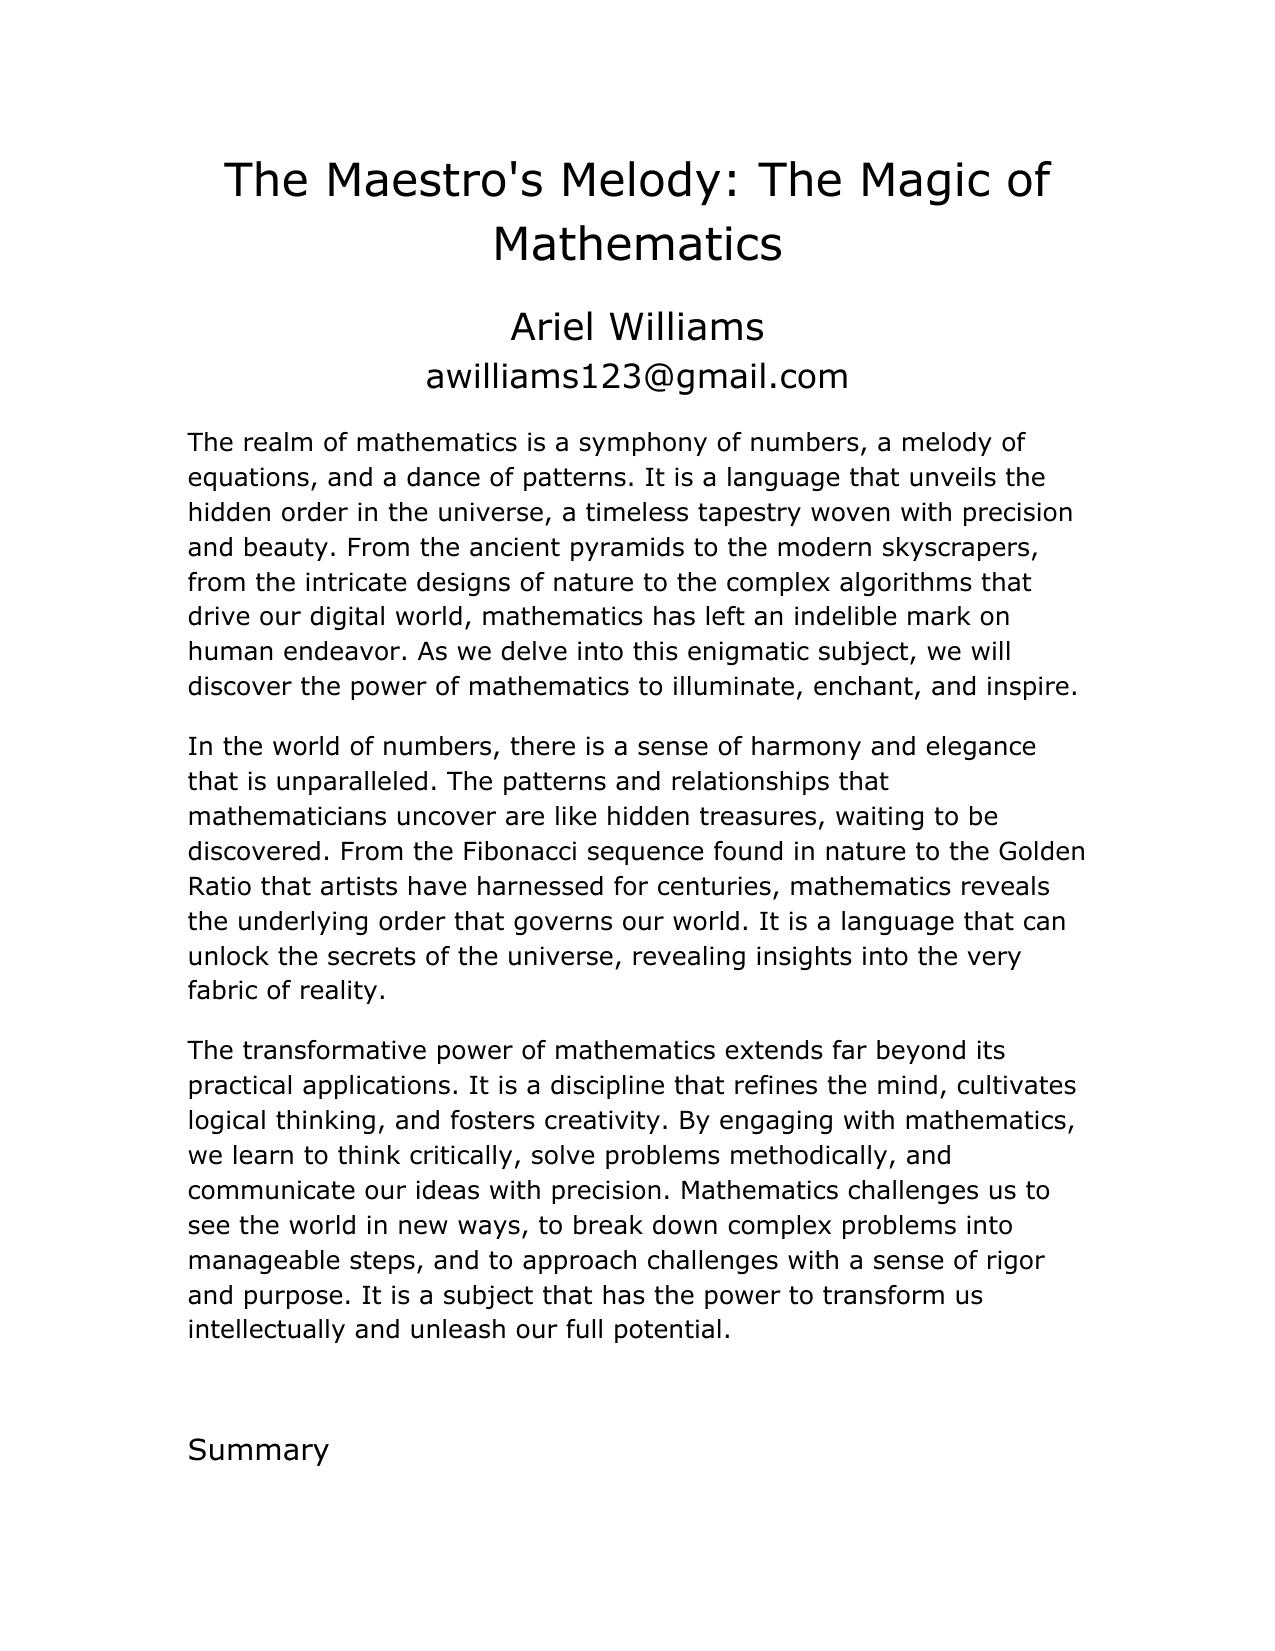 The Maestro's Melody: The Magic of
Mathematics
Ariel Williams
awilliams123@gmail.com
The realm of mathematics is a symphony of numbers, a melody of
equations, and a dance of patterns. It is a language that unveils the
hidden order in the universe, a timeless tapestry woven with precision
and beauty. From the ancient pyramids to the modern skyscrapers,
from the intricate designs of nature to the complex algorithms that
drive our digital world, mathematics has left an indelible mark on
human endeavor. As we delve into this enigmatic subject, we will
discover the power of mathematics to illuminate, enchant, and inspire.
In the world of numbers, there is a sense of harmony and elegance
that is unparalleled. The patterns and relationships that
mathematicians uncover are like hidden treasures, waiting to be
discovered. From the Fibonacci sequence found in nature to the Golden
Ratio that artists have harnessed for centuries, mathematics reveals
the underlying order that governs our world. It is a language that can
unlock the secrets of the universe, revealing insights into the very
fabric of reality.
The transformative power of mathematics extends far beyond its
practical applications. It is a discipline that refines the mind, cultivates
logical thinking, and fosters creativity. By engaging with mathematics,
we learn to think critically, solve problems methodically, and
communicate our ideas with precision. Mathematics challenges us to
see the world in new ways, to break down complex problems into
manageable steps, and to approach challenges with a sense of rigor
and purpose. It is a subject that has the power to transform us
intellectually and unleash our full potential.
Summary